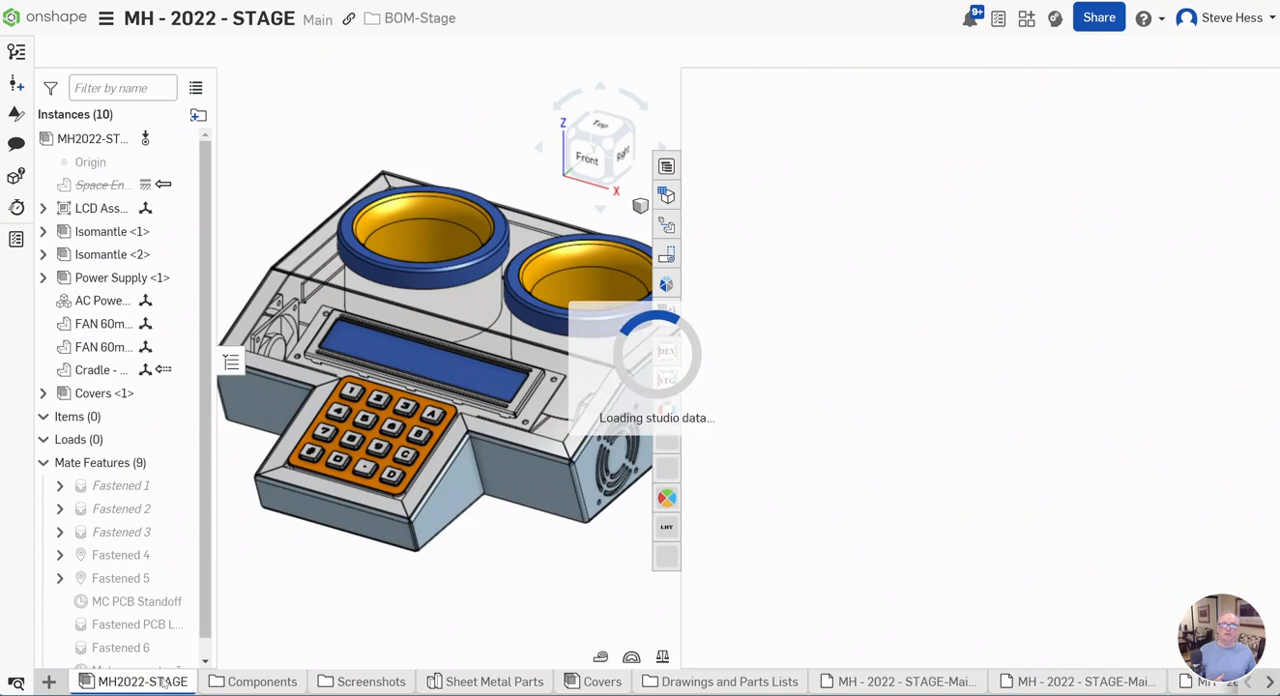 onshape MH - 2022 - STAGE Main BOM-Stage 9+ Share Steve Hess
Filter by name
Instances (10)
MH2022-ST...
Origin
Space En...
LCD Ass...
Isomantle <1>
Isomantle <2>
Power Supply <1>
AC Powe...
FAN 60m...
FAN 60m...
Cradle - ...
Covers <1>
Items (0)
Loads (0)
Mate Features (9)
Fastened 1
Fastened 2
Fastened 3
Fastened 4
Fastened 5
MC PCB Standoff
Fastened PCB L...
Fastened 6
Z
Top
Front
Right
Y
X
DEV
STG
Loading studio data...
A
B
C
D
MH2022-STAGE Components Screenshots Sheet Metal Parts Covers Drawings and Parts Lists MH - 2022 - STAGE-Mai... MH - 2022 - STAGE-Mai...